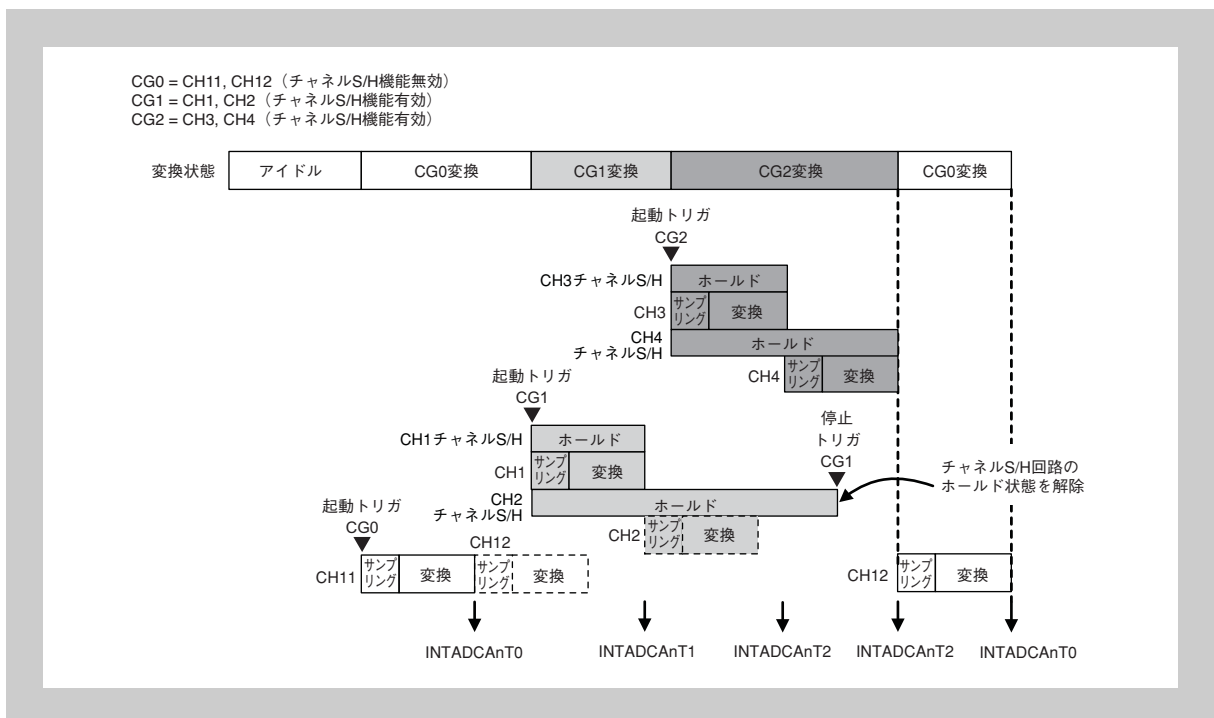 CG0 = CH11, CH12（チャネルS/H機能無効）
CG1 = CH1, CH2（チャネルS/H機能有効）
CG2 = CH3, CH4（チャネルS/H機能有効）
変換状態 アイドル CG0変換 CG1変換 CG2変換 CG0変換
起動トリガ
CG2
CH3チャネルS/H ホールド
CH3 サンプ
リング 変換
CH4
チャネルS/H ホールド
CH4 サンプ
リング 変換
起動トリガ
CG1
停止
トリガ
CG1
CH1チャネルS/H ホールド
CH1 サンプ
リング 変換
チャネルS/H回路の
ホールド状態を解除
CH2
チャネルS/H ホールド
CH2 サンプ
リング 変換
起動トリガ
CG0
CH11 サンプ
リング 変換
CH12
サンプ
リング 変換
CH12 サンプ
リング 変換
INTADCAnT0 INTADCAnT1 INTADCAnT2 INTADCAnT2 INTADCAnT0